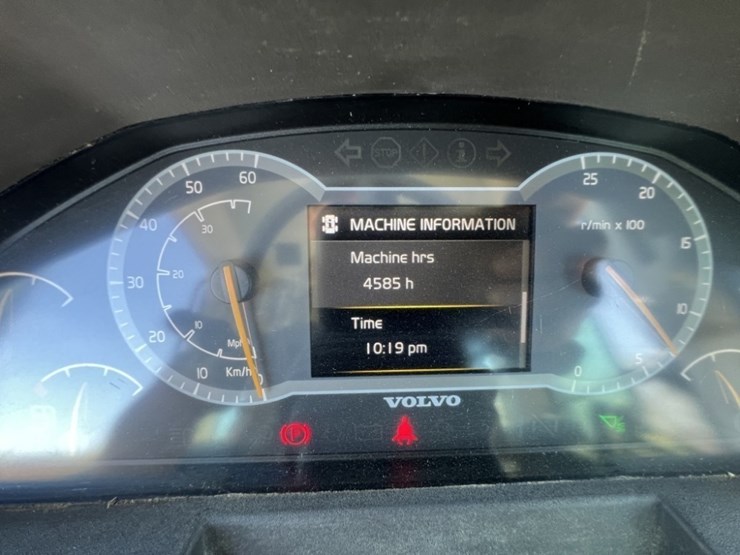 STOP
MACHINE INFORMATION
Machine hrs
4585 h
Time
10:19 pm
60
50
40
30
20
10
Km/h
30
20
10
Mph
25
20
r/min x 100
15
10
5
0
VOLVO